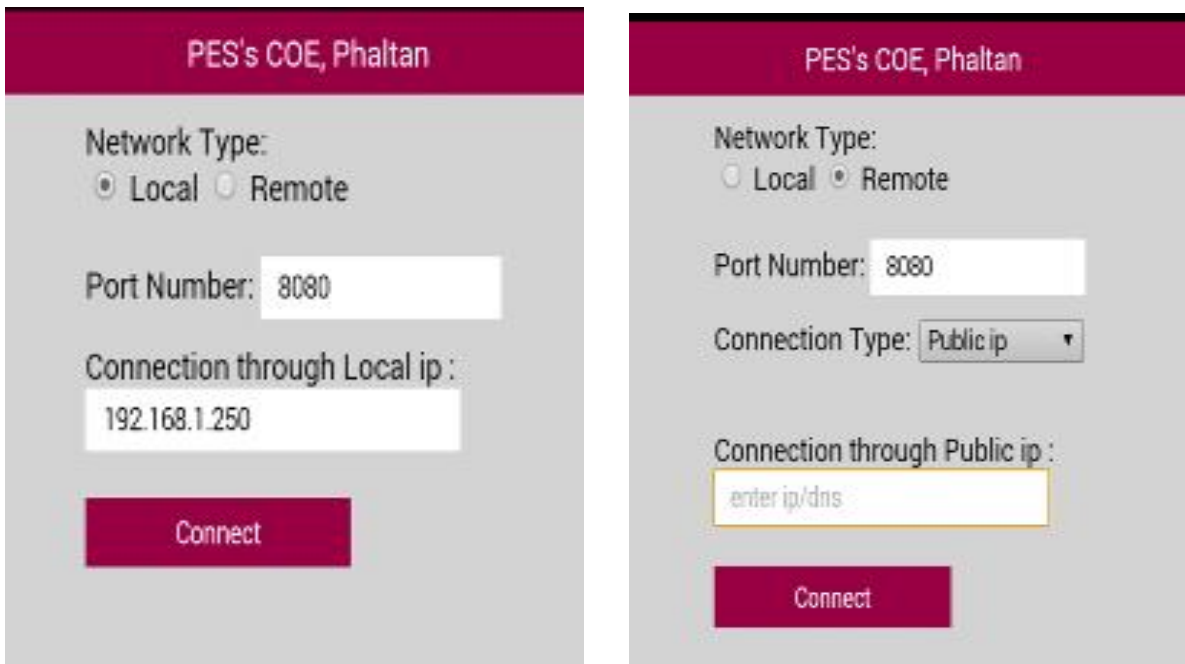 PES's COE, Phaltan
Network Type:
Local Remote
Port Number: 8080
Connection through Local ip :
192.168.1.250
Connect
PES's COE, Phaltan
Network Type:
Local Remote
Port Number: 8080
Connection Type: Public ip
Connection through Public ip :
enter ip/dns
Connect